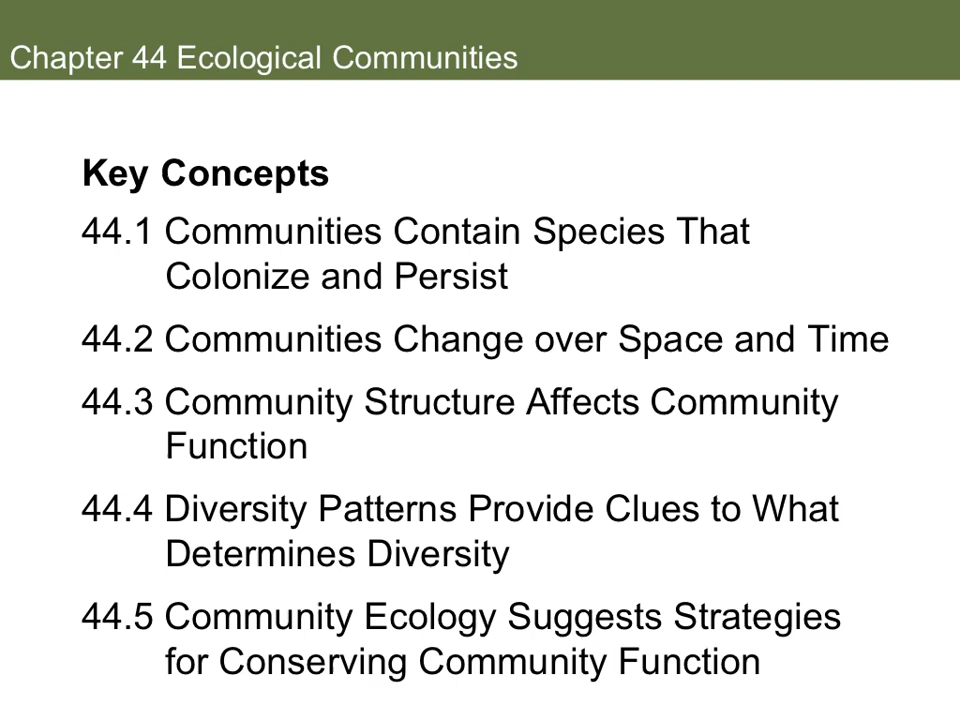 Chapter 44 Ecological Communities
Key Concepts
44.1 Communities Contain Species That
Colonize and Persist
44.2 Communities Change over Space and Time
44.3 Community Structure Affects Community
Function
44.4 Diversity Patterns Provide Clues to What
Determines Diversity
44.5 Community Ecology Suggests Strategies
for Conserving Community Function